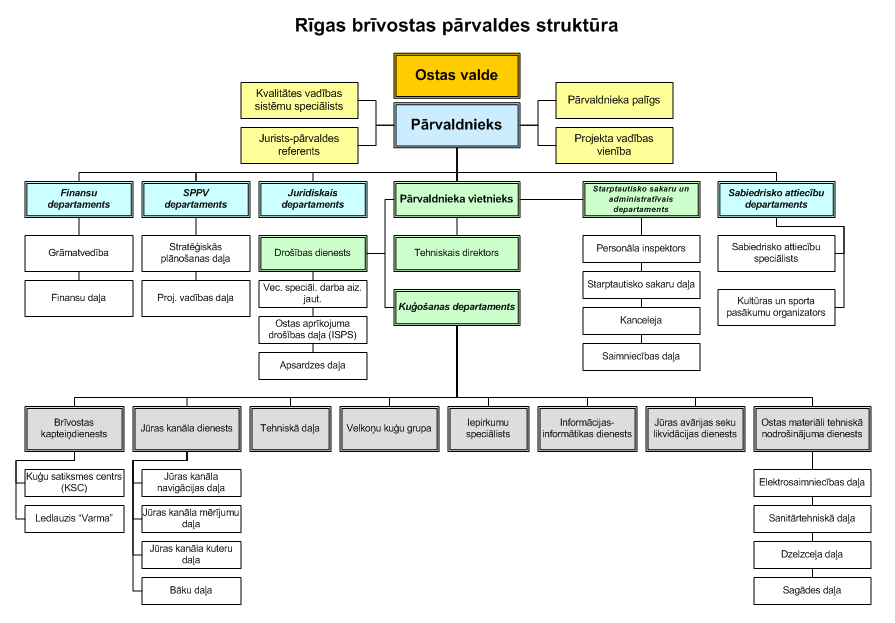 Rīgas brīvostas pārvaldes struktūra
Ostas valde
Kvalitātes vadības
sistēmu speciālists
Pārvaldnieka palīgs
Pārvaldnieks
Jurists-pārvaldes
referents
Projekta vadības
vienība
Finansu
departaments
SPPV
departaments
Juridiskais
departaments
Pārvaldnieka vietnieks
Starptautisko sakaru un
administratīvais
departaments
Sabiedrisko attiecību
departaments
Grāmatvedība
Stratēģiskās
plānošanas daļa
Drošības dienests
Tehniskais direktors
Personāla inspektors
Sabiedrisko attiecību
speciālists
Finansu daļa
Proj. vadības daļa
Vec. speciāl. darba aiz.
jaut.
Kuģošanas departaments
Starptautisko sakaru daļa
Kultūras un sporta
pasākumu organizators
Ostas aprīkojuma
drošības daļa (ISPS)
Kanceleja
Apsardzes daļa
Saimniecības daļa
Brīvostas
kapteiņdienests
Jūras kanāla dienests
Tehniskā daļa
Velkoņu kuģu grupa
Iepirkumu
speciālists
Informācijas-
informātikas dienests
Jūras avārijas seku
likvidācijas dienests
Ostas materiāli tehniskā
nodrošinājuma dienests
Kuģu satiksmes centrs
(KSC)
Jūras kanāla
navigācijas daļa
Elektrosaimniecības daļa
Ledlauzis “Varma”
Jūras kanāla mērījumu
daļa
Sanitārtehniskā daļa
Jūras kanāla kuteru
daļa
Dzelzceļa daļa
Bāku daļa
Sagādes daļa